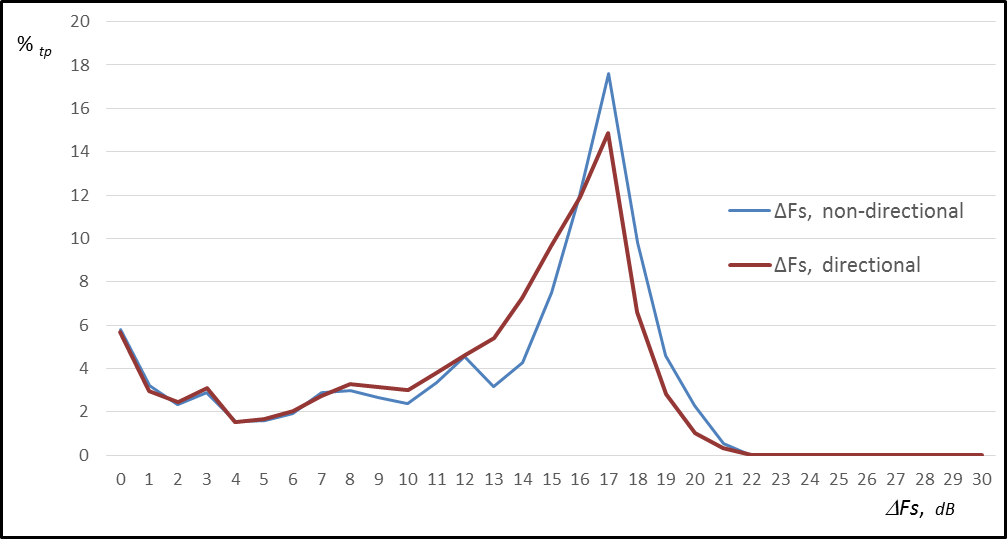 % tp
20
18
16
14
12
10
8
6
4
2
0
ΔFs, non-directional
ΔFs, directional
0 1 2 3 4 5 6 7 8 9 10 11 12 13 14 15 16 17 18 19 20 21 22 23 24 25 26 27 28 29 30
ΔFs, dB